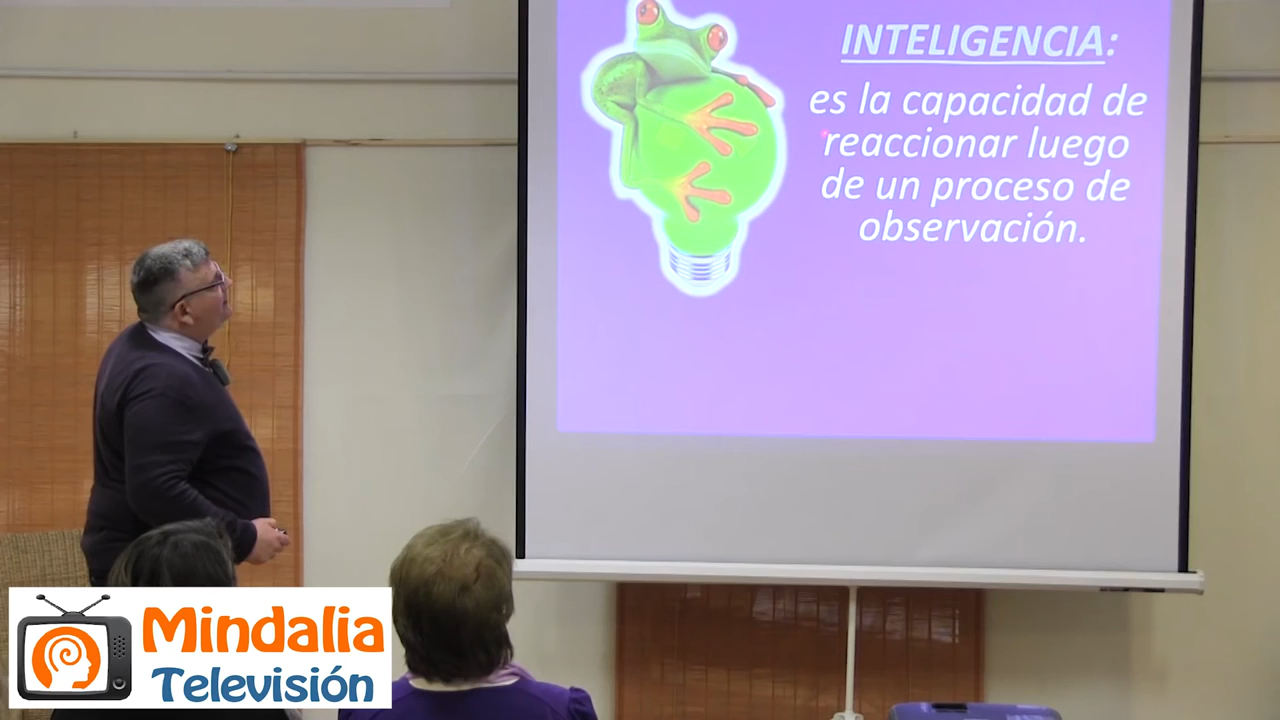 INTELIGENCIA:
es la capacidad de
reaccionar luego
de un proceso de
observación.
Mindalia
Televisión